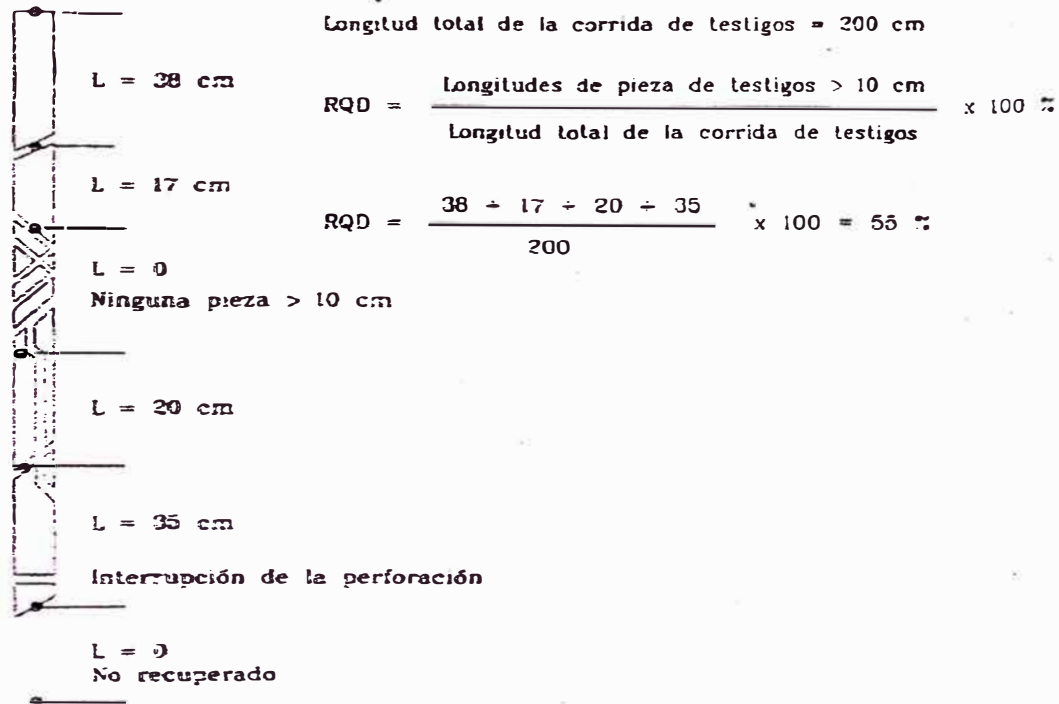 Longitud total de la corrida de testigos = 200 cm
L = 38 cm
RQD = Longitudes de pieza de testigos > 10 cm / Longitud total de la corrida de testigos x 100 %
L = 17 cm
RQD = 38 + 17 + 20 + 35 / 200 x 100 = 55 %
L = 0
Ninguna pieza > 10 cm
L = 20 cm
L = 35 cm
Interrupción de la perforación
L = 0
No recuperado